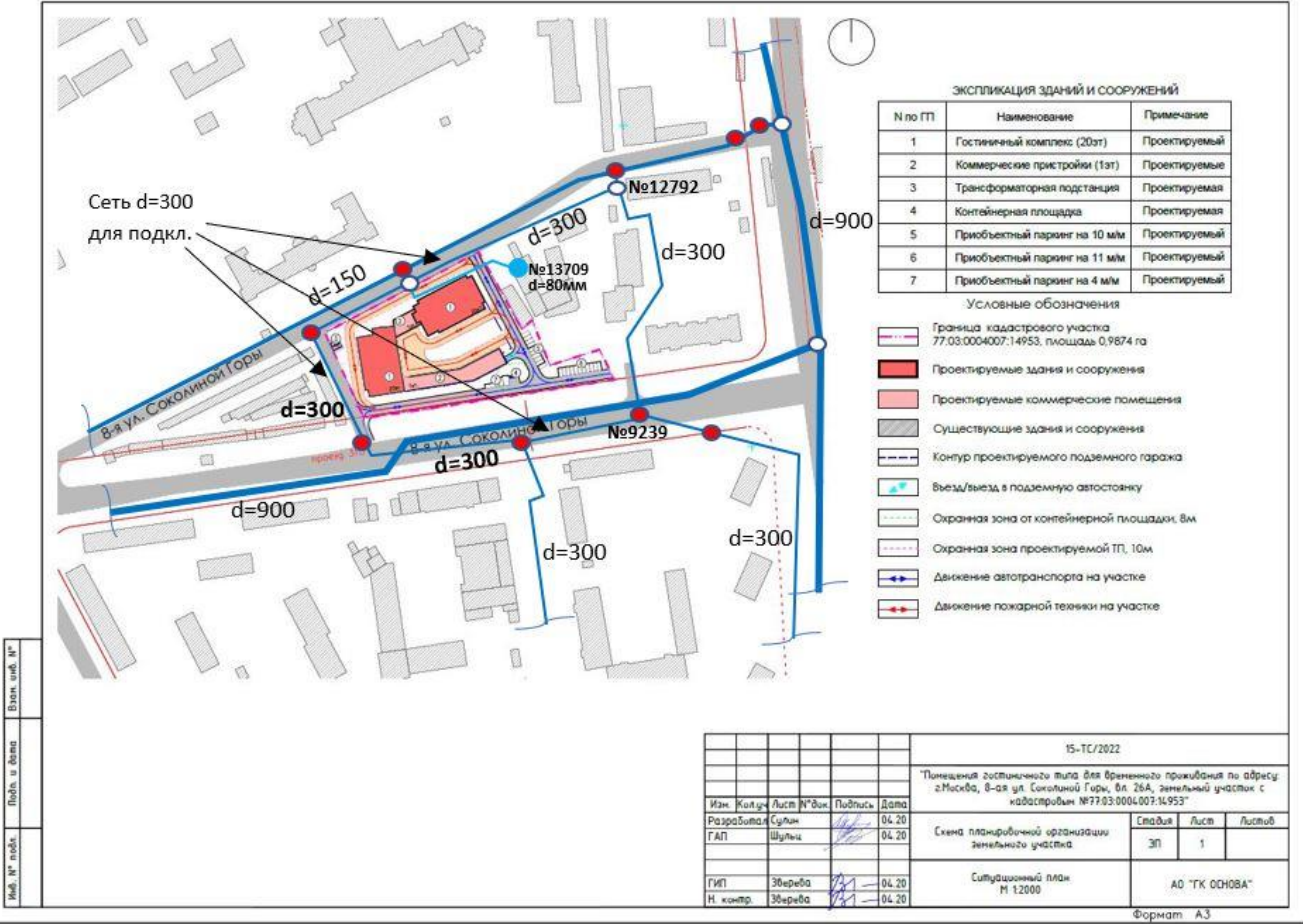 ЭКСПЛИКАЦИЯ ЗДАНИЙ И СООРУЖЕНИЙ
N по ГП Наименование Примечание
1 Гостиничный комплекс (20эт) Проектируемый
2 Коммерческие пристройки (1эт) Проектируемые
3 Трансформаторная подстанция Проектируемая
4 Контейнерная площадка Проектируемая
5 Приобъектный паркинг на 10 м/м Проектируемый
6 Приобъектный паркинг на 11 м/м Проектируемый
7 Приобъектный паркинг на 4 м/м Проектируемый
Условные обозначения
Граница кадастрового участка
77:03:0004007:14953, площадь 0,9874 га
Проектируемые здания и сооружения
Проектируемые коммерческие помещения
Существующие здания и сооружения
Контур проектируемого подземного гаража
Въезд/выезд в подземную автостоянку
Охранная зона от контейнерной площадки, 8м
Охранная зона проектируемой ТП, 10м
Движение автотранспорта на участке
Движение пожарной техники на участке
Сеть d=300
для подкл.
№12792
d=300
d=900
d=300
№13709
d=80мм
d=150
8-я ул. Соколиной Горы
d=300
№9239
8-я ул. Соколиной Горы
d=300
d=900
d=300
d=300
Взам. инв. №
Подп. и дата
Инв. № подл.
15-ТС/2022
"Помещения гостиничного типа для временного проживания по адресу:
г.Москва, 8-ая ул. Соколиной Горы, вл. 26А, земельный участок с
кадастровым №77:03:0004007:14953"
Изм. Кол.уч Лист №док. Подпись Дата
Разработал Сулин 04.20
ГАП Шульц 04.20
Схема планировочной организации
земельного участка
Стадия Лист Листов
ЭП 1
ГИП Зверева 04.20
Н. контр. Зверева 04.20
Ситуационный план
М 1:2000
АО "ГК ОСНОВА"
Формат А3